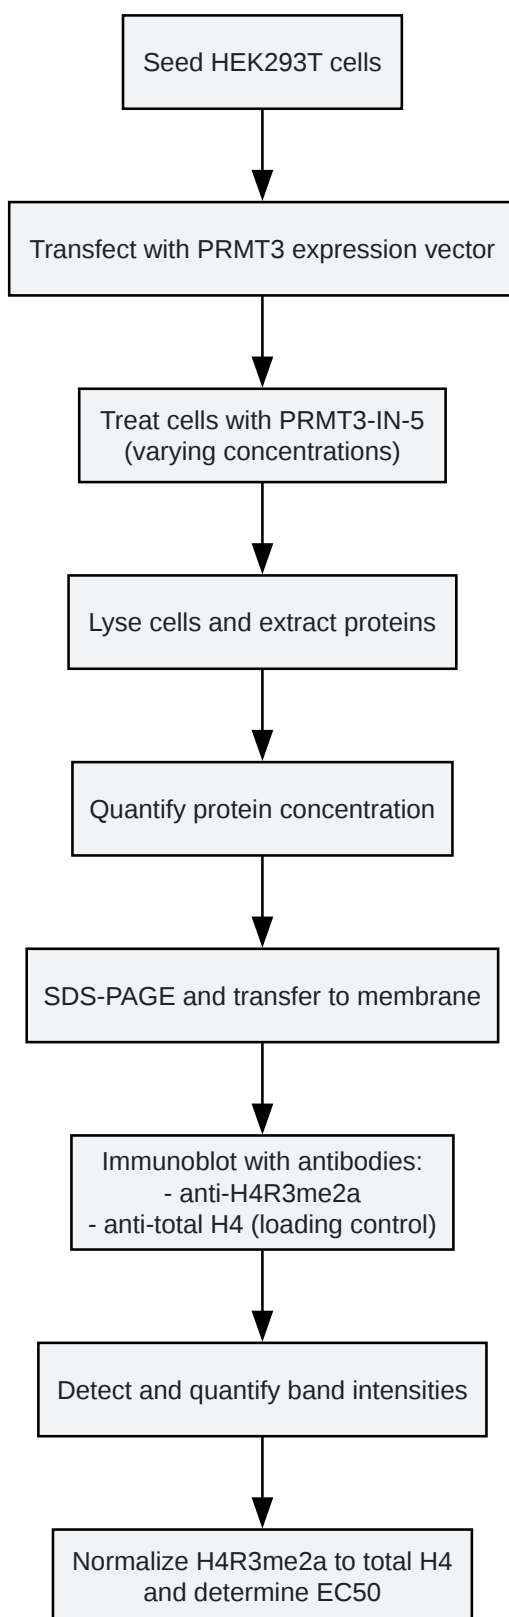 Seed HEK293T cells
Transfect with PRMT3 expression vector
Treat cells with PRMT3-IN-5
(varying concentrations)
Lyse cells and extract proteins
Quantify protein concentration
SDS-PAGE and transfer to membrane
Immunoblot with antibodies:
- anti-H4R3me2a
- anti-total H4 (loading control)
Detect and quantify band intensities
Normalize H4R3me2a to total H4
and determine EC50